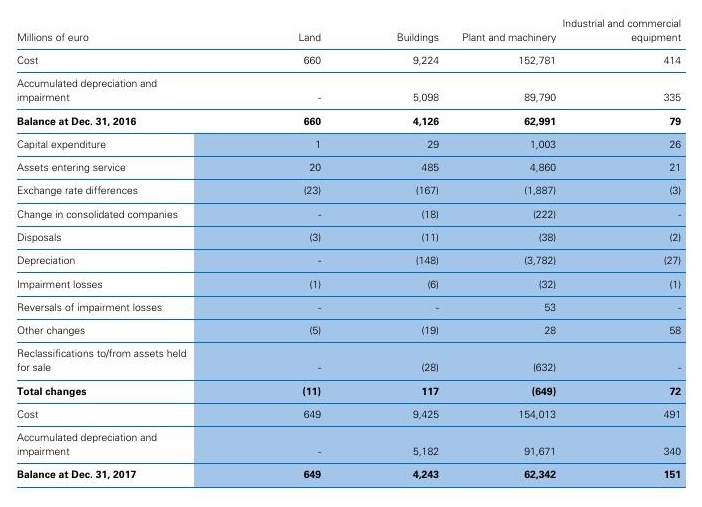 Industrial and commercial
Millions of euro Land Buildings Plant and machinery equipment
Cost 660 9,224 152,781 414
Accumulated depreciation and
impairment - 5,098 89,790 335
Balance at Dec. 31, 2016 660 4,126 62,991 79
Capital expenditure 1 29 1,003 26
Assets entering service 20 485 4,860 21
Exchange rate differences (23) (167) (1,887) (3)
Change in consolidated companies - (18) (222) -
Disposals (3) (11) (38) (2)
Depreciation - (148) (3,782) (27)
Impairment losses (1) (6) (32) (1)
Reversals of impairment losses - - 53 -
Other changes (5) (19) 28 58
Reclassifications to/from assets held
for sale - (28) (632) -
Total changes (11) 117 (649) 72
Cost 649 9,425 154,013 491
Accumulated depreciation and
impairment - 5,182 91,671 340
Balance at Dec. 31, 2017 649 4,243 62,342 151